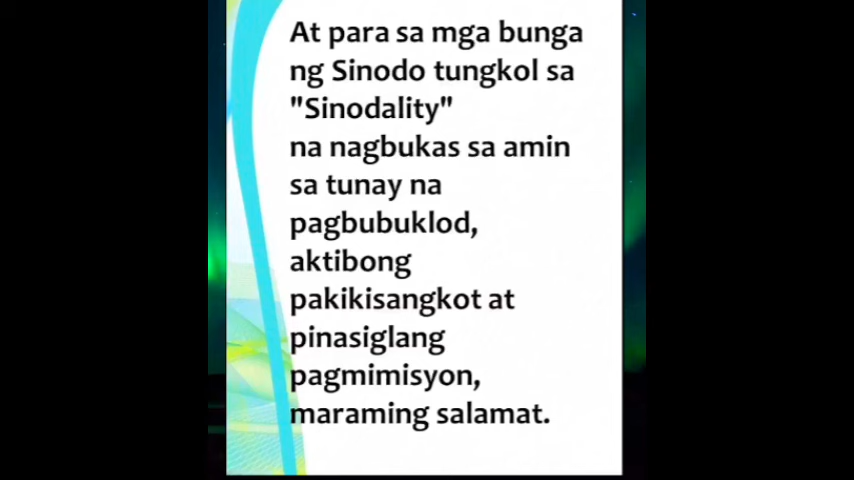 At para sa mga bunga
ng Sinodo tungkol sa
"Sinodality"
na nagbukas sa amin
sa tunay na
pagbubuklod,
aktibong
pakikisangkot at
pinasiglang
pagmimisyon,
maraming salamat.